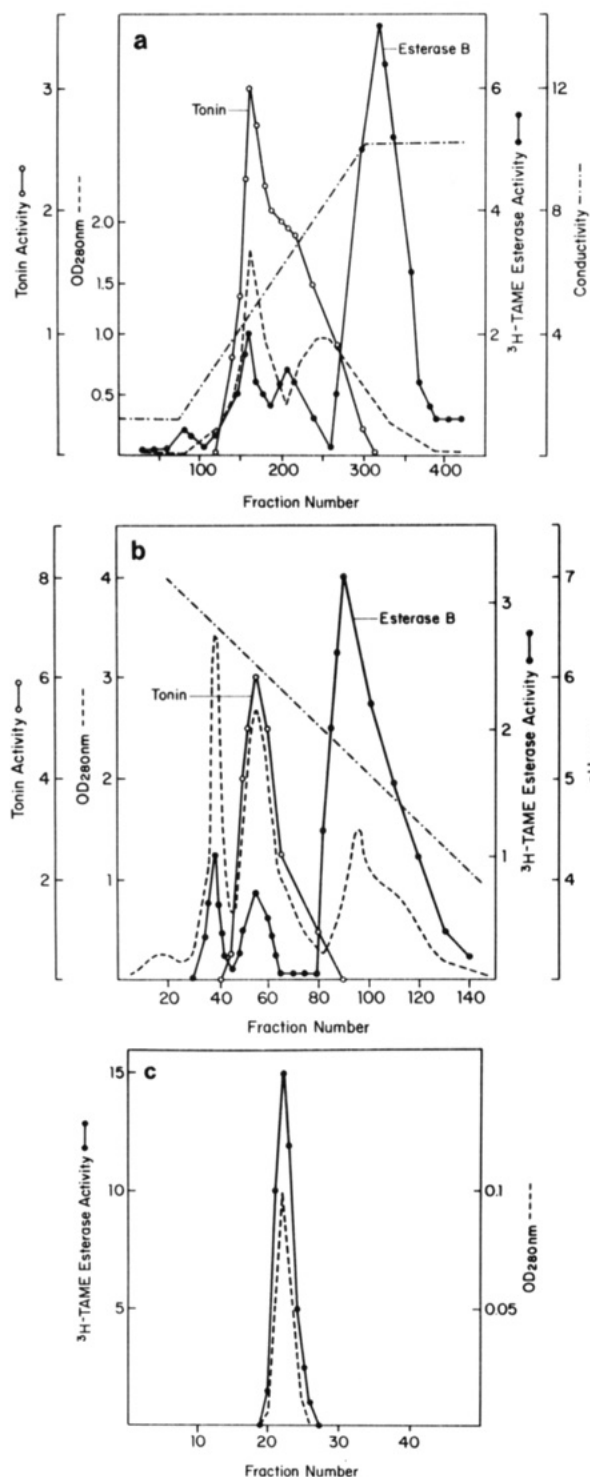 a
Esterase B
Tonin
3
2
1
Tonin Activity
OD280nm
2.0
1.5
1.0
0.5
6
4
2
³H-TAME Esterase Activity
12
8
4
Conductivity
100 200 300 400
Fraction Number
b
Esterase B
Tonin
8
6
4
2
Tonin Activity
4
3
2
1
OD280nm
3
2
1
³H-TAME Esterase Activity
7
6
5
4
20 40 60 80 100 120 140
Fraction Number
c
15
10
5
³H-TAME Esterase Activity
0.1
0.05
OD280nm
10 20 30 40
Fraction Number